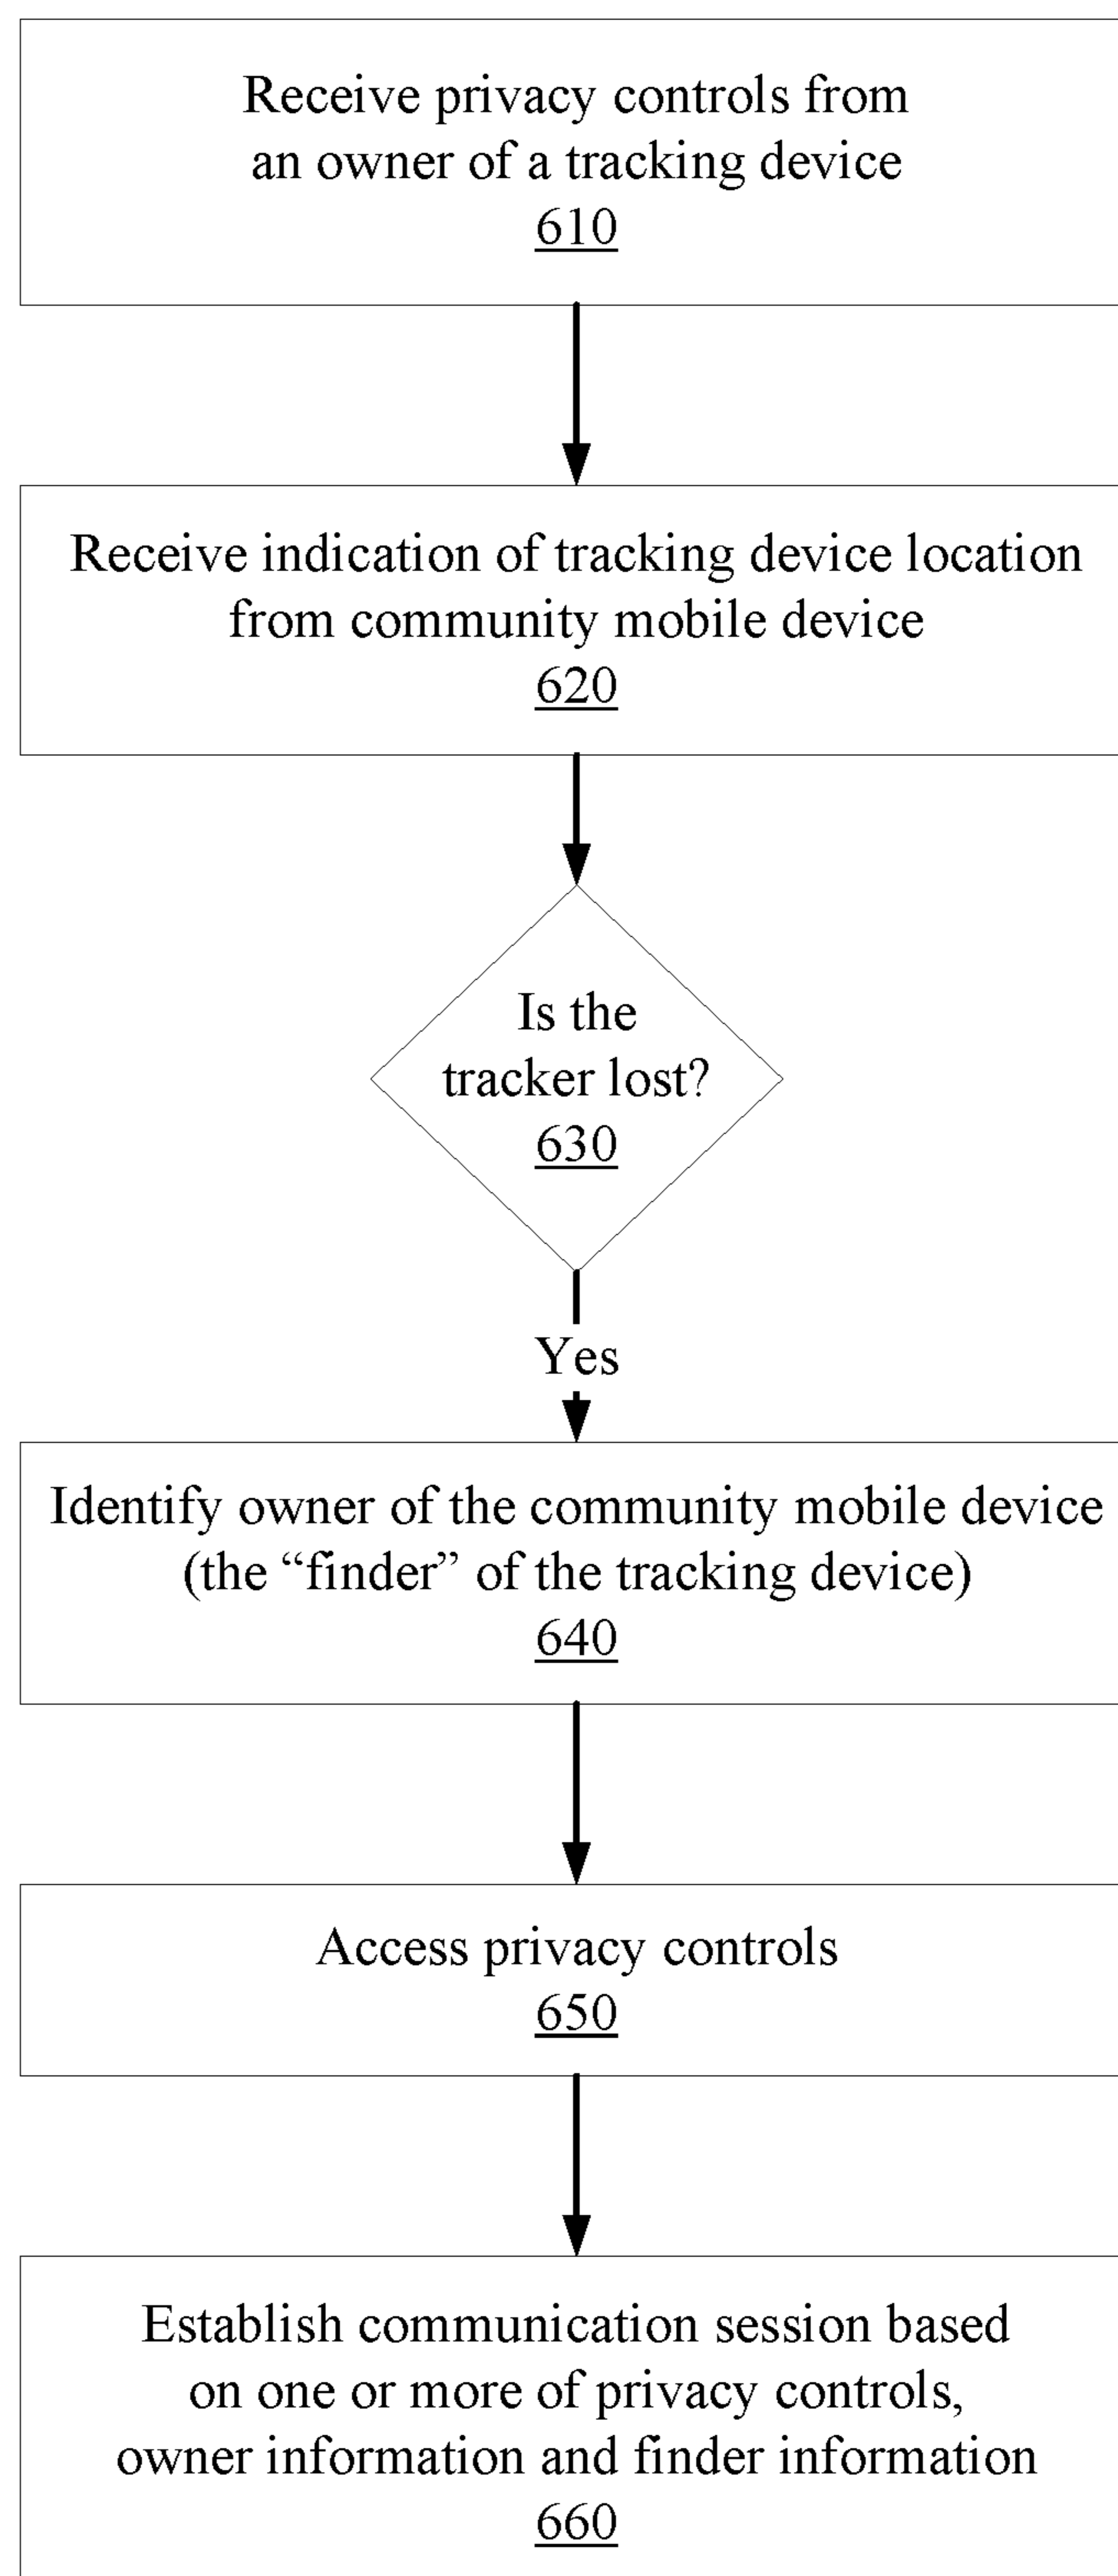 Receive privacy controls from
an owner of a tracking device
610
Receive indication of tracking device location
from community mobile device
620
Is the
tracker lost?
630
Yes
Identify owner of the community mobile device
(the “finder” of the tracking device)
640
Access privacy controls
650
Establish communication session based
on one or more of privacy controls,
owner information and finder information
660